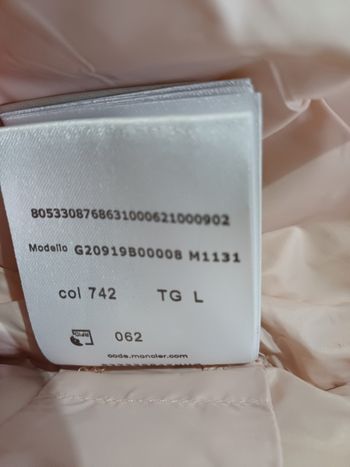 8053308768631000621000902
Modello G20919B00008 M1131
col 742 TG L
062
code.moncler.com